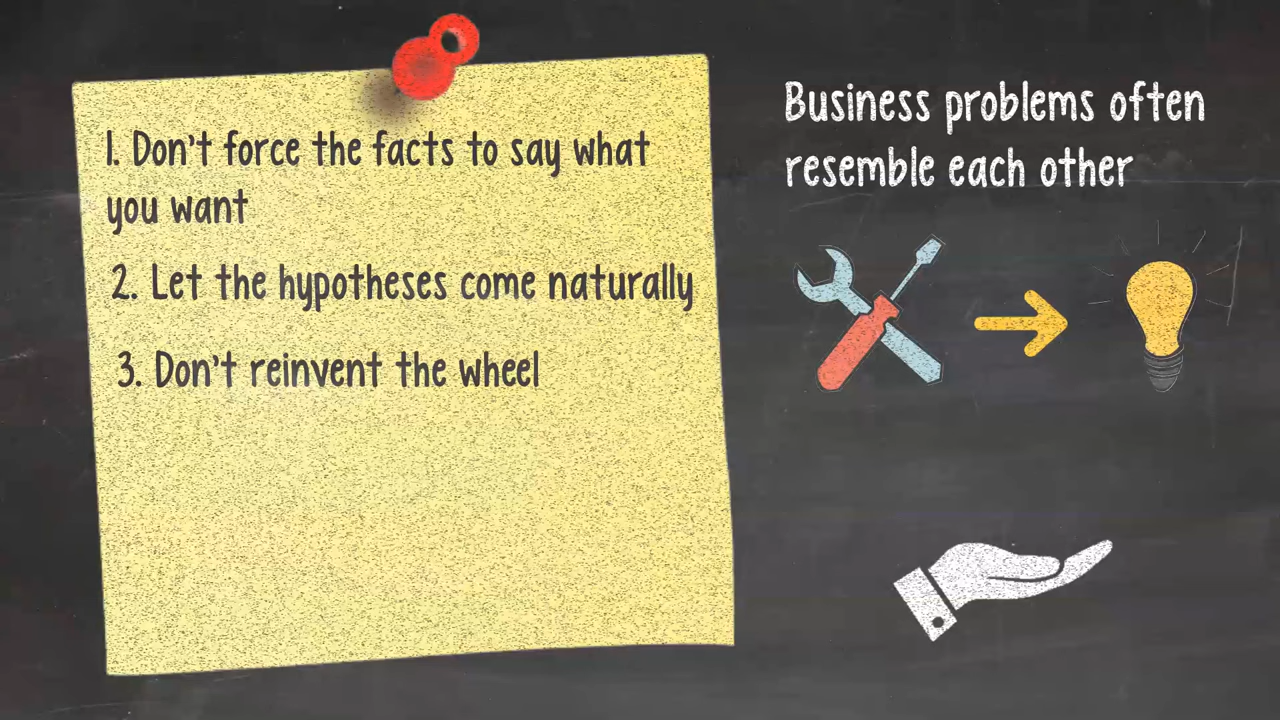 1. Don't force the facts to say what
you want
2. Let the hypotheses come naturally
3. Don't reinvent the wheel
Business problems often
resemble each other